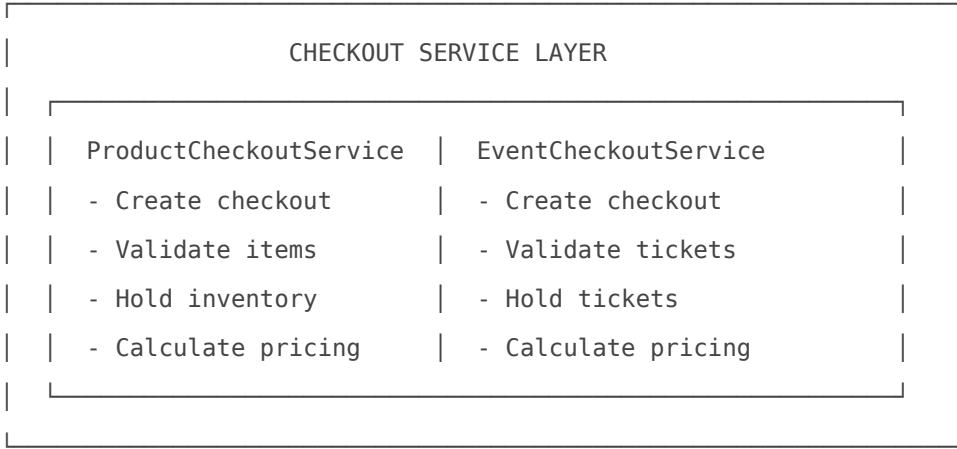 CHECKOUT SERVICE LAYER
ProductCheckoutService │ EventCheckoutService
- Create checkout │ - Create checkout
- Validate items │ - Validate tickets
- Hold inventory │ - Hold tickets
- Calculate pricing │ - Calculate pricing